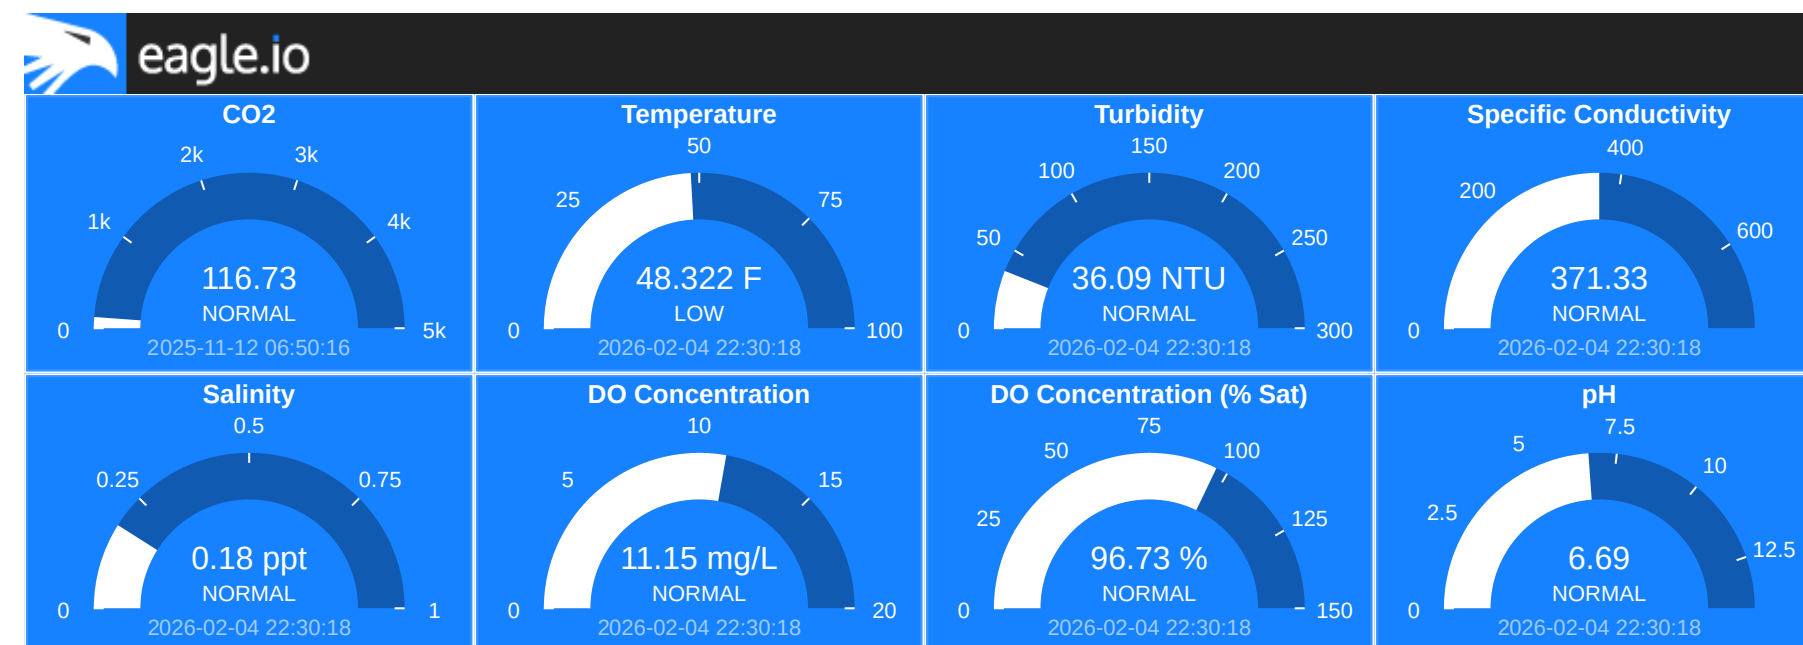 eagle.io
CO2
0
1k
2k
3k
4k
5k
116.73
NORMAL
2025-11-12 06:50:16
Temperature
0
25
50
75
100
48.322 F
LOW
2026-02-04 22:30:18
Turbidity
0
50
100
150
200
250
300
36.09 NTU
NORMAL
2026-02-04 22:30:18
Specific Conductivity
0
200
400
600
371.33
NORMAL
2026-02-04 22:30:18
Salinity
0
0.25
0.5
0.75
1
0.18 ppt
NORMAL
2026-02-04 22:30:18
DO Concentration
0
5
10
15
20
11.15 mg/L
NORMAL
2026-02-04 22:30:18
DO Concentration (% Sat)
0
25
50
75
100
125
150
96.73 %
NORMAL
2026-02-04 22:30:18
pH
0
2.5
5
7.5
10
12.5
6.69
NORMAL
2026-02-04 22:30:18